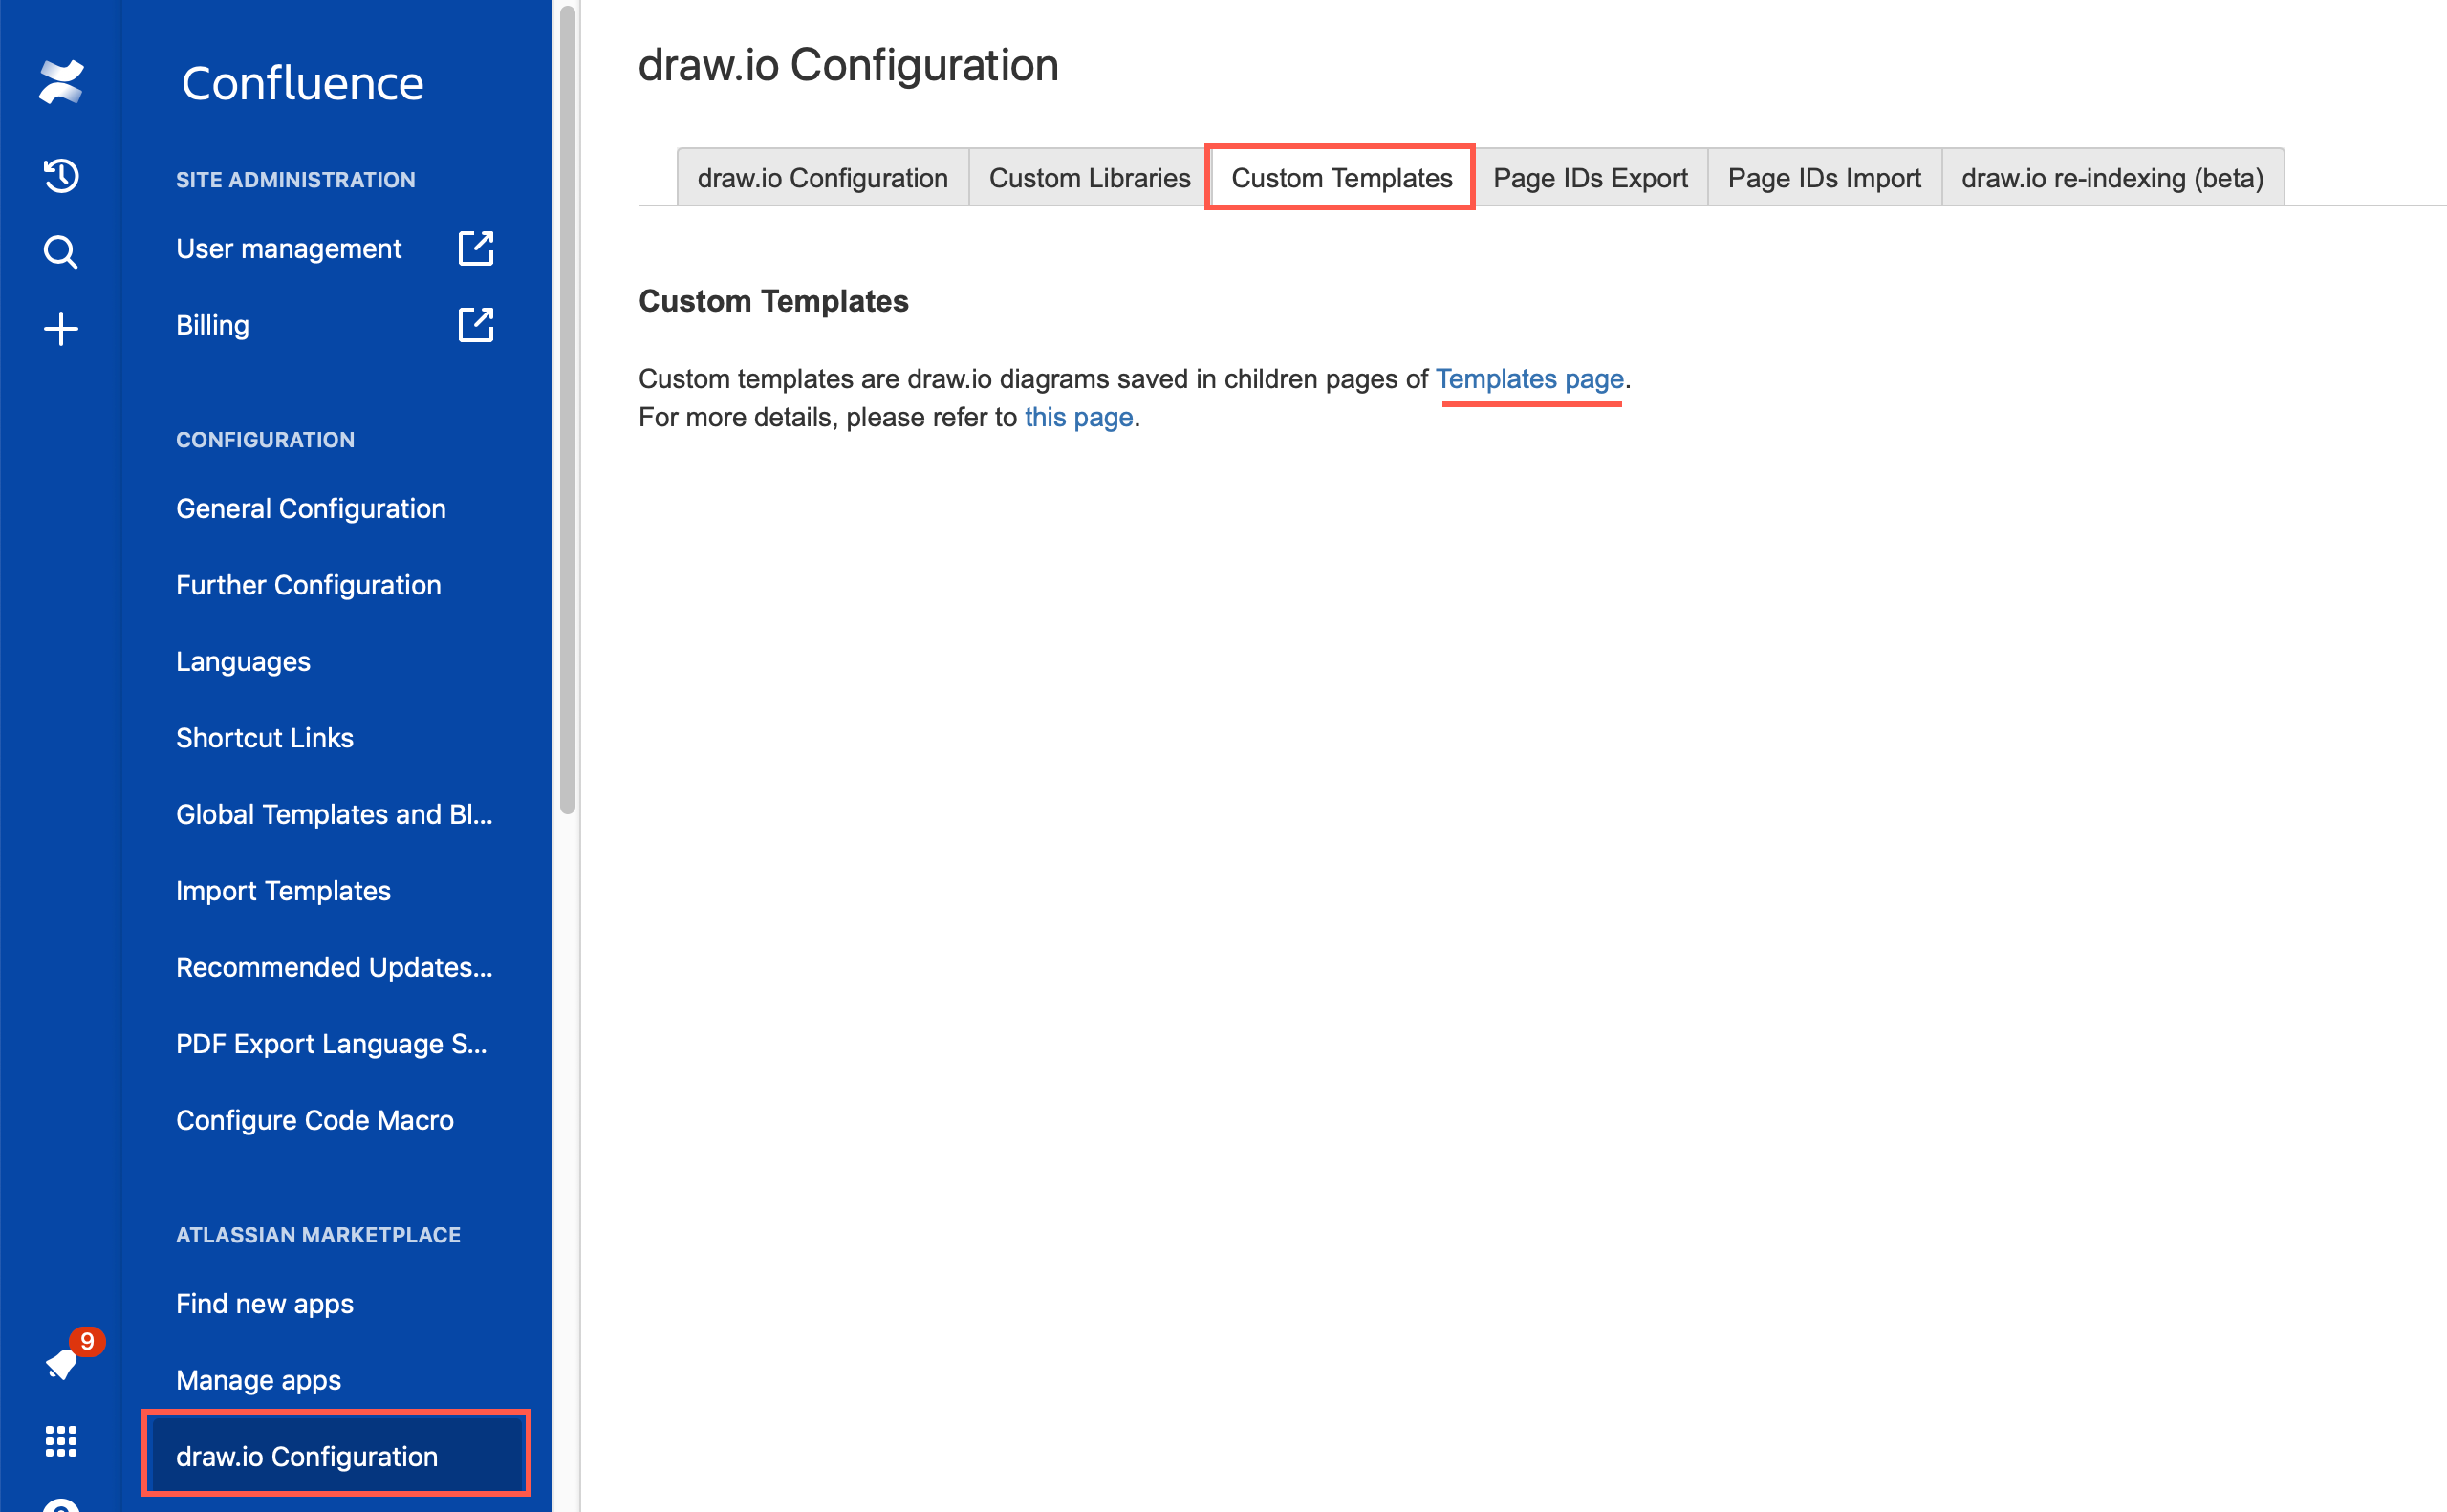 Confluence
SITE ADMINISTRATION
User management
Billing
CONFIGURATION
General Configuration
Further Configuration
Languages
Shortcut Links
Global Templates and Bl...
Import Templates
Recommended Updates...
PDF Export Language S...
Configure Code Macro
ATLASSIAN MARKETPLACE
Find new apps
9
Manage apps
draw.io Configuration
draw.io Configuration
draw.io Configuration Custom Libraries Custom Templates Page IDs Export Page IDs Import draw.io re-indexing (beta)
Custom Templates
Custom templates are draw.io diagrams saved in children pages of Templates page.
For more details, please refer to this page.